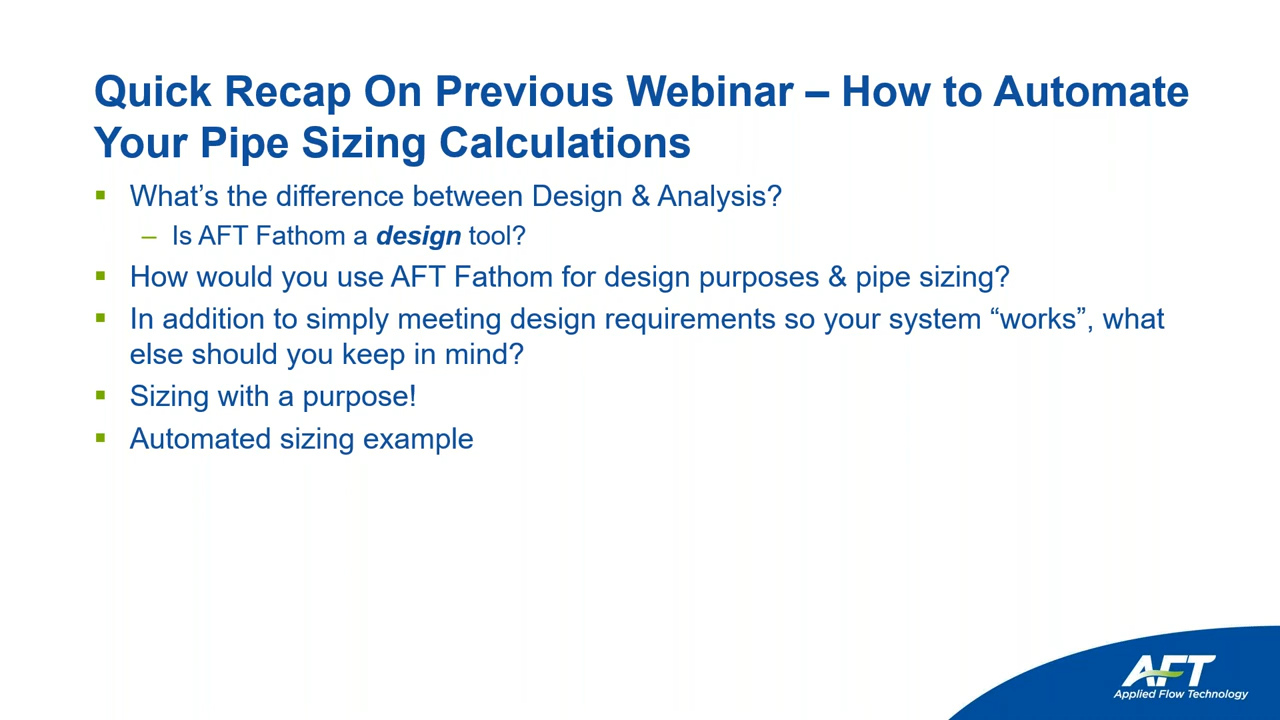 Quick Recap On Previous Webinar – How to Automate
Your Pipe Sizing Calculations
▪ What’s the difference between Design & Analysis?
– Is AFT Fathom a design tool?
▪ How would you use AFT Fathom for design purposes & pipe sizing?
▪ In addition to simply meeting design requirements so your system “works”, what
else should you keep in mind?
▪ Sizing with a purpose!
▪ Automated sizing example
AFT
Applied Flow Technology